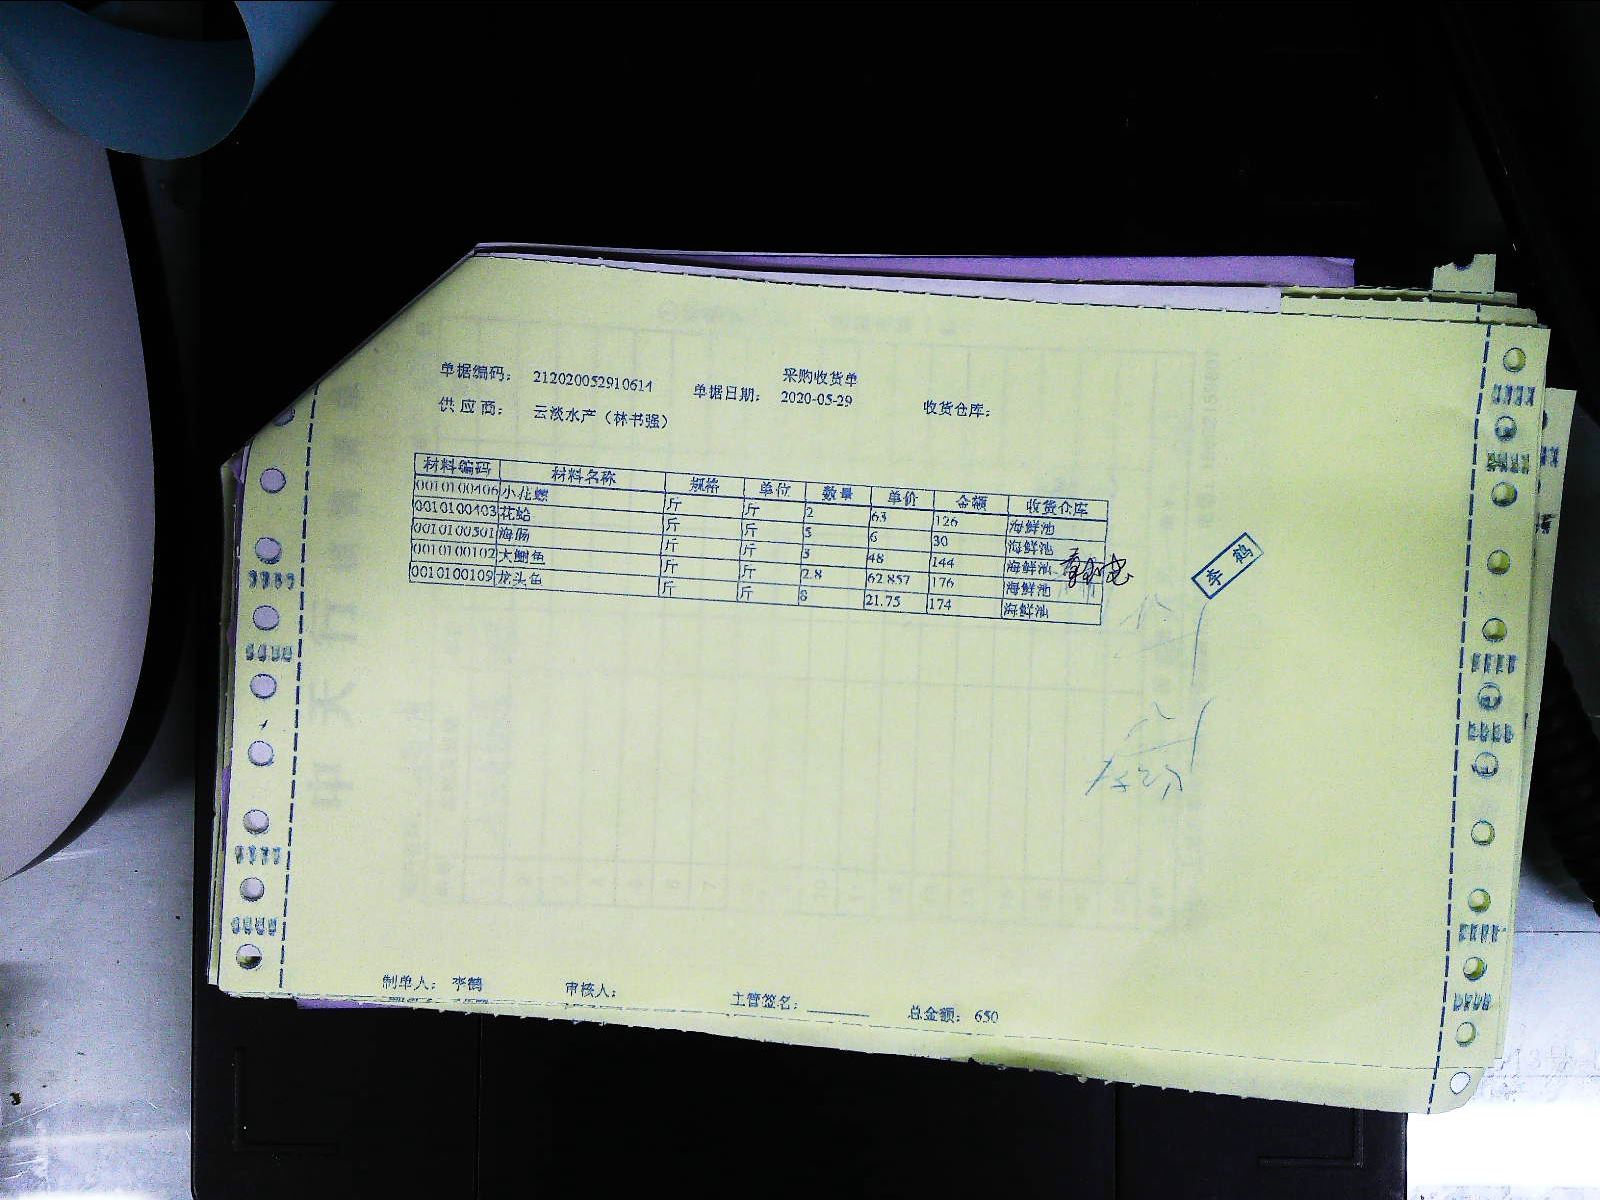 采购收货单
单据编码： 212020052910614 单据日期： 2020-05-29 收货仓库：
供 应 商： 云淡水产（林书强）
材料编码 材料名称 规格 单位 数量 单价 金额 收货仓库
0010100406 小花螺 斤 斤 2 63 126 海鲜池
0010100403 花蛤 斤 斤 5 6 30 海鲜池
0010100501 海肠 斤 斤 3 48 144 海鲜池
0010100102 大鲫鱼 斤 斤 2.8 62.857 176 海鲜池
0010100109 龙头鱼 斤 斤 8 21.75 174 海鲜池
李 鹤
制单人： 李鹤 审核人： 主管签名： 总金额： 650